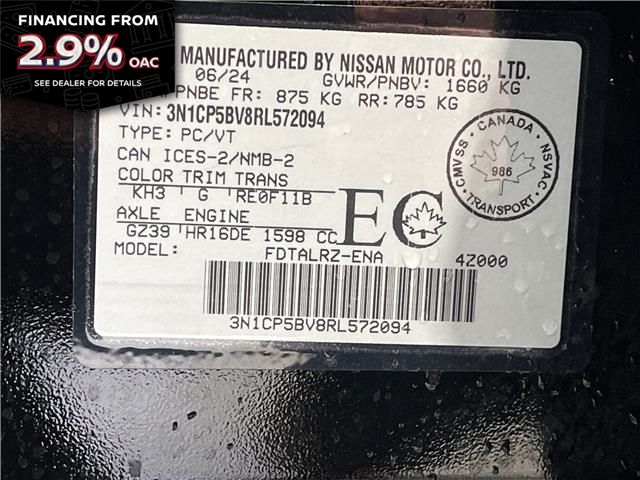 FINANCING FROM
2.9% OAC
SEE DEALER FOR DETAILS
MANUFACTURED BY NISSAN MOTOR CO., LTD.
06/24 GVWR/PNBV: 1660 KG
PNBE FR: 875 KG RR: 785 KG
VIN: 3N1CP5BV8RL572094
TYPE: PC/VT
CAN ICES-2/NMB-2
COLOR TRIM TRANS
KH3 G RE0F11B
AXLE ENGINE
GZ39 HR16DE 1598 CC
EC
MODEL: FDTALRZ-ENA 4Z000
3N1CP5BV8RL572094
CANADA
CMVSS
NSVAC
986
TRANSPORT